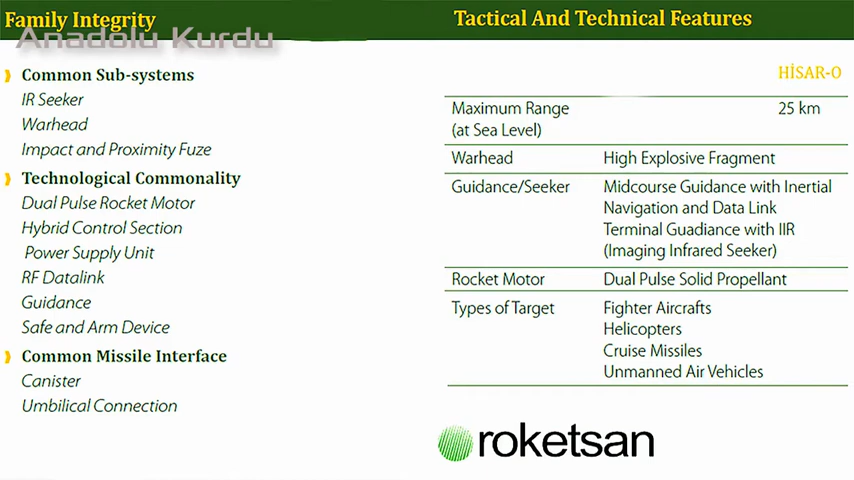 Family Integrity
Anadolu Kurdu
Common Sub-systems
IR Seeker
Warhead
Impact and Proximity Fuze
Technological Commonality
Dual Pulse Rocket Motor
Hybrid Control Section
Power Supply Unit
RF Datalink
Guidance
Safe and Arm Device
Common Missile Interface
Canister
Umbilical Connection
Tactical And Technical Features
HİSAR-O
Maximum Range 25 km
(at Sea Level)
Warhead High Explosive Fragment
Guidance/Seeker Midcourse Guidance with Inertial
Navigation and Data Link
Terminal Guadiance with IIR
(Imaging Infrared Seeker)
Rocket Motor Dual Pulse Solid Propellant
Types of Target Fighter Aircrafts
Helicopters
Cruise Missiles
Unmanned Air Vehicles
roketsan